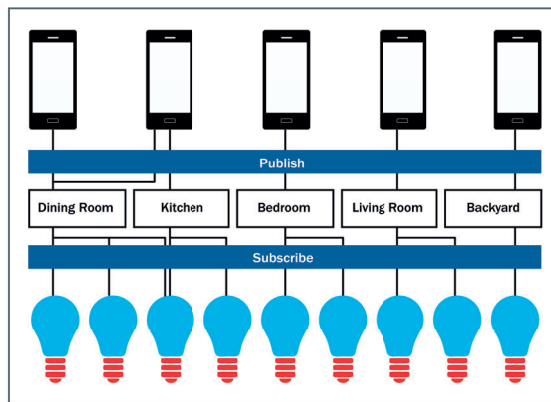 Publish
Dining Room
Kitchen
Bedroom
Living Room
Backyard
Subscribe